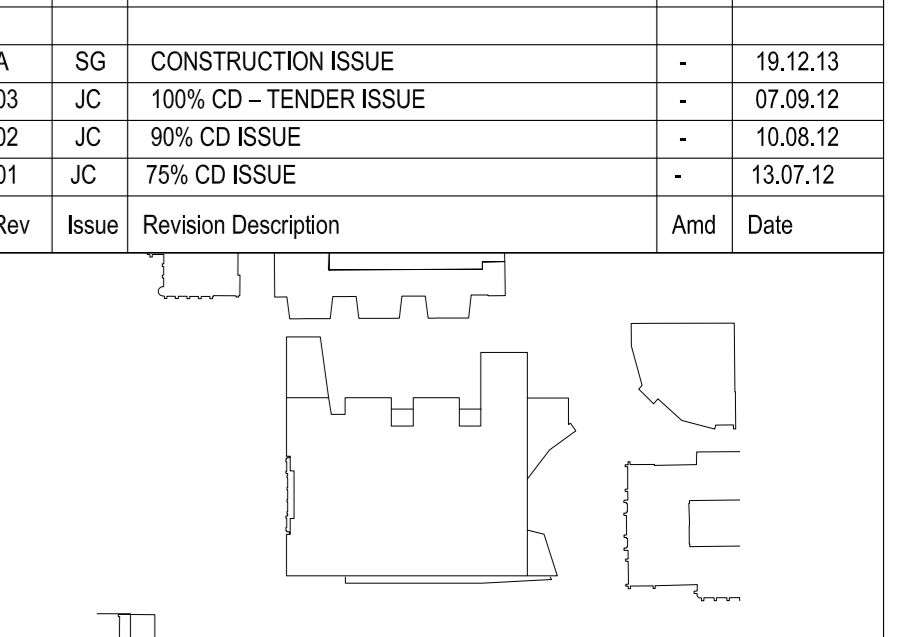 A SG CONSTRUCTION ISSUE - 19.12.13
03 JC 100% CD – TENDER ISSUE - 07.09.12
02 JC 90% CD ISSUE - 10.08.12
01 JC 75% CD ISSUE - 13.07.12
Rev Issue Revision Description Amd Date